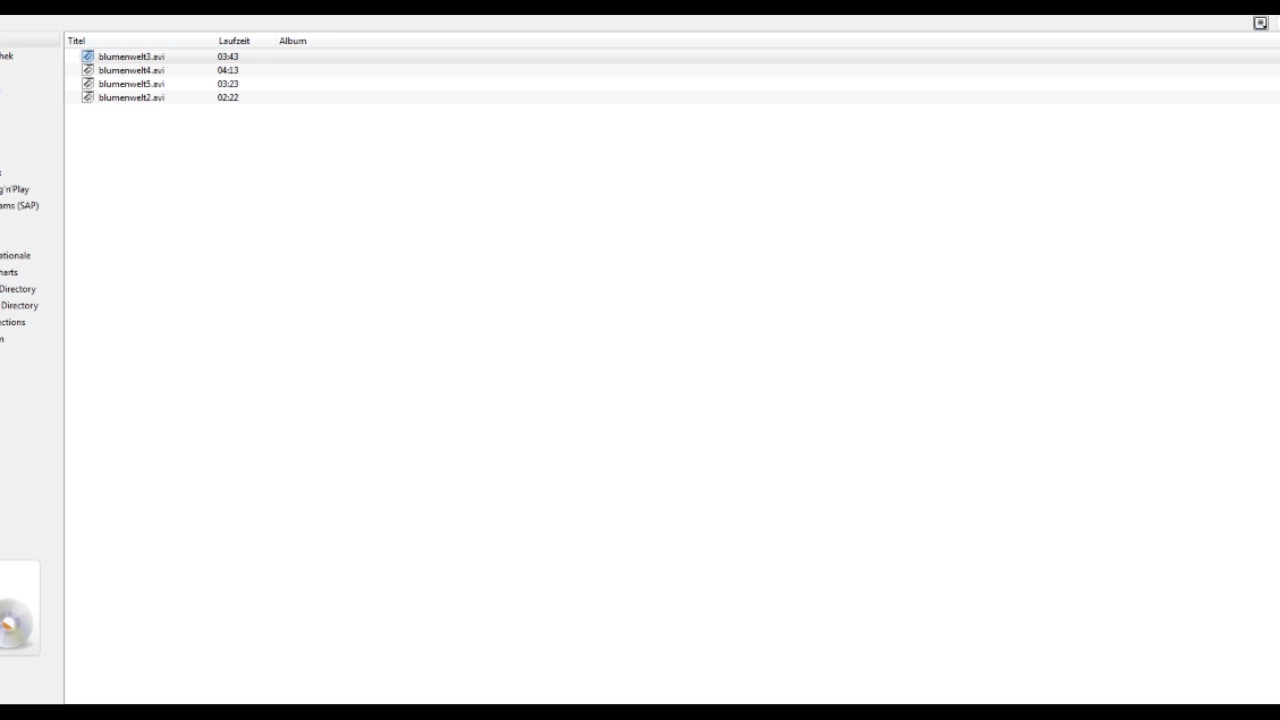 Titel Laufzeit Album
blumenwelt3.avi 03:43
blumenwelt4.avi 04:13
blumenwelt5.avi 03:23
blumenwelt2.avi 02:22
hek
g'n'Play
ams (SAP)
ationale
harts
Directory
Directory
ections